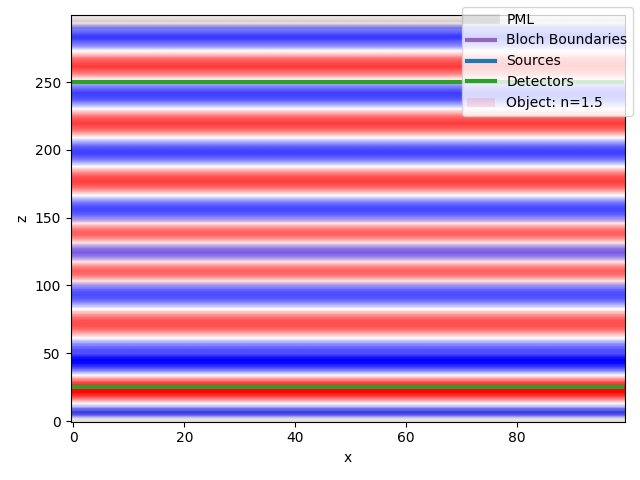 PML
Bloch Boundaries
Sources
Detectors
Object: n=1.5
250
200
150
100
50
0
z
0 20 40 60 80
x